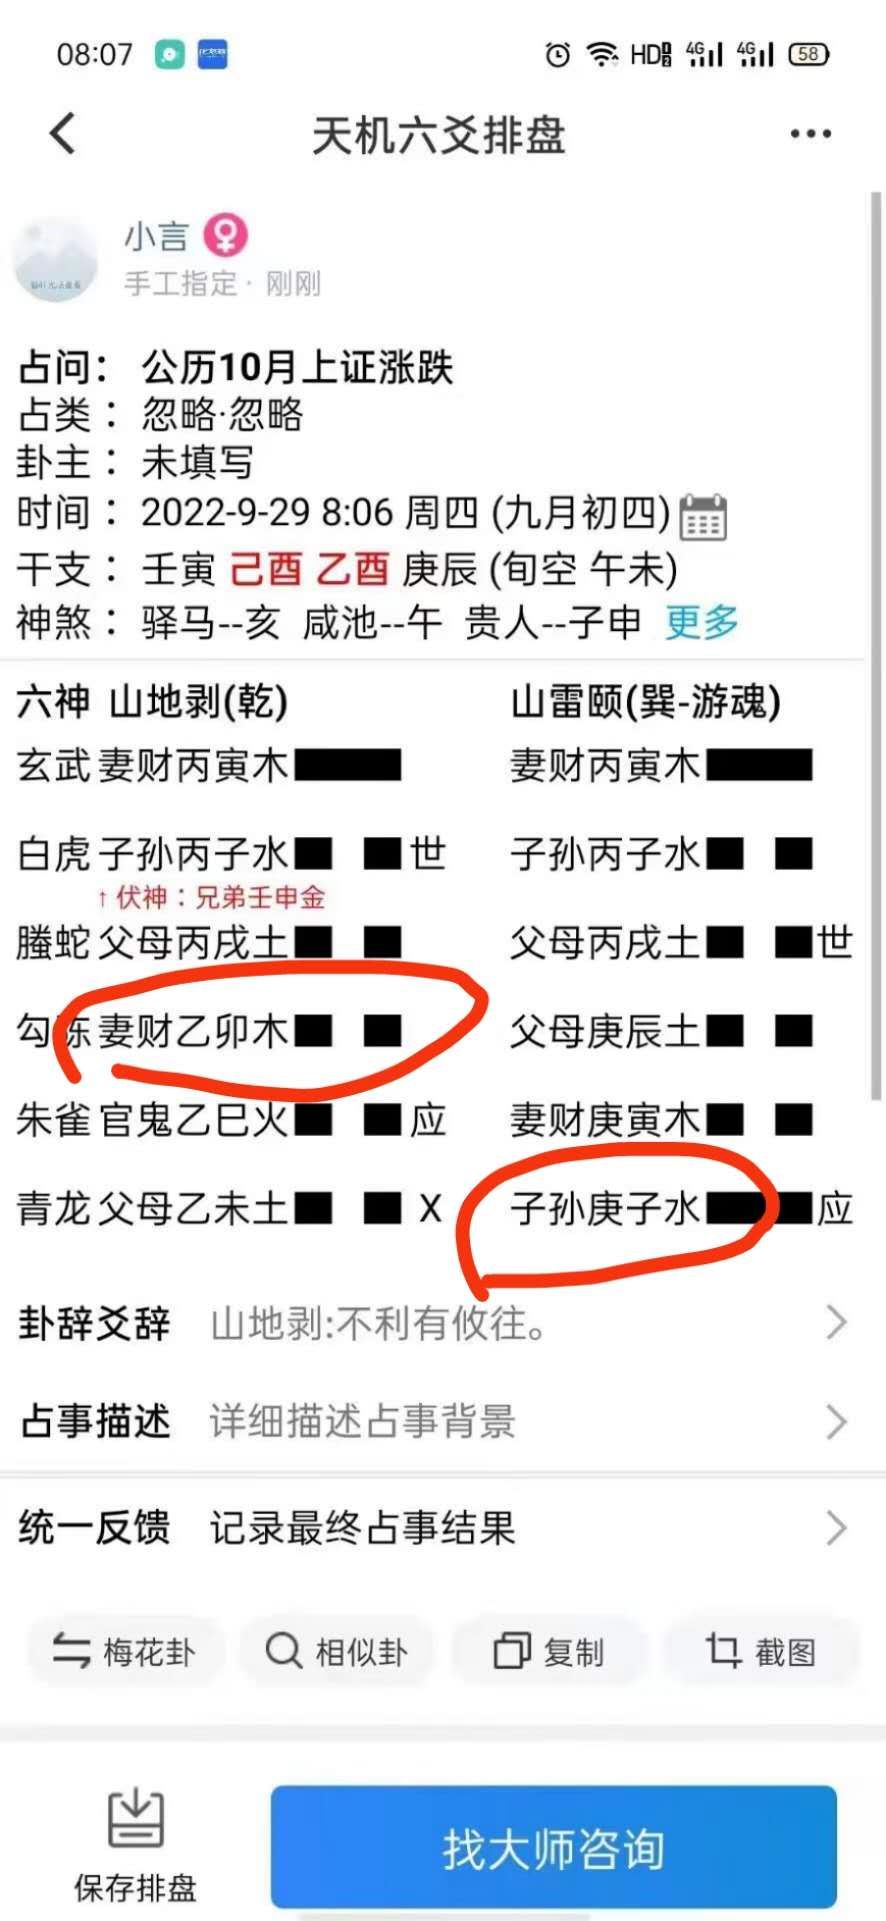 08:07 HD 4G 4G 58
天机六爻排盘
小言
手工指定· 刚刚
占问： 公历10月上证涨跌
占类： 忽略·忽略
卦主： 未填写
时间： 2022-9-29 8:06 周四 (九月初四)
干支： 壬寅 己酉 乙酉 庚辰 (旬空 午未)
神煞： 驿马--亥 咸池--午 贵人--子申 更多
六神 山地剥(乾) 山雷颐(巽-游魂)
玄武 妻财丙寅木 妻财丙寅木
白虎 子孙丙子水 世 子孙丙子水
↑伏神：兄弟壬申金
螣蛇 父母丙戌土 父母丙戌土 世
勾陈 妻财乙卯木 父母庚辰土
朱雀 官鬼乙巳火 应 妻财庚寅木
青龙 父母乙未土 X 子孙庚子水 应
卦辞爻辞 山地剥:不利有攸往。
占事描述 详细描述占事背景
统一反馈 记录最终占事结果
梅花卦 相似卦 复制 截图
保存排盘 找大师咨询